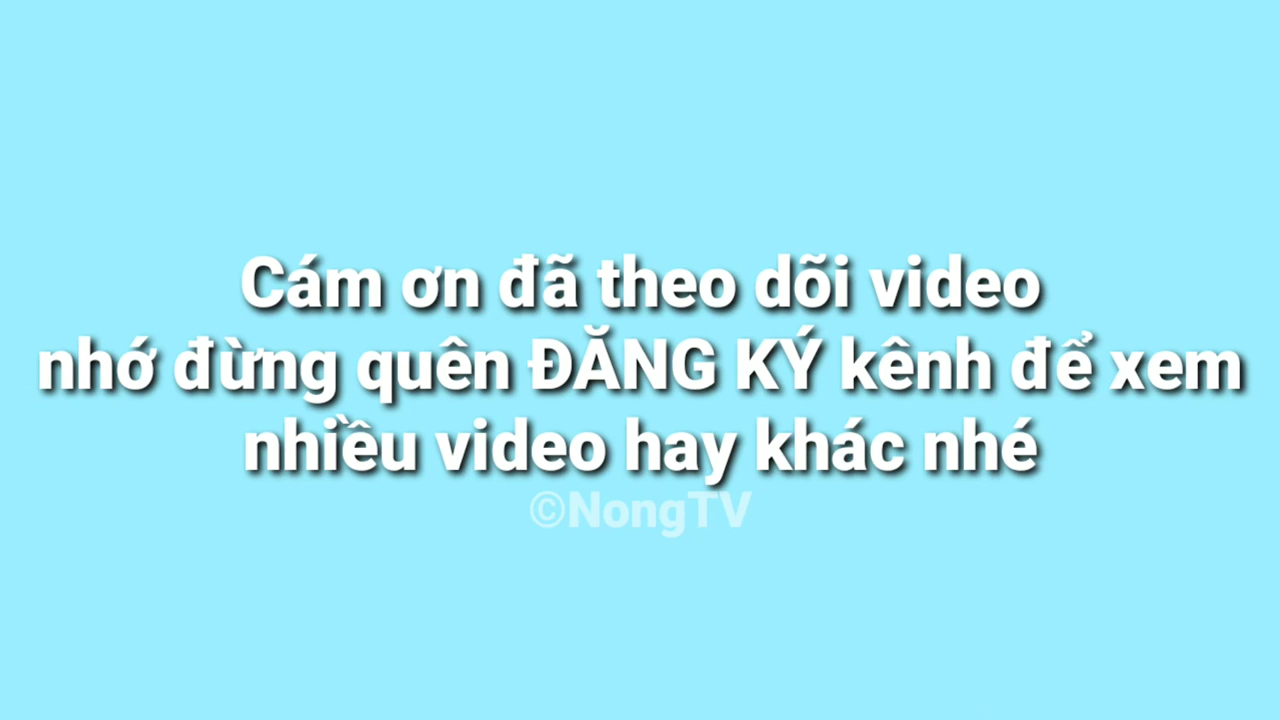 Cám ơn đã theo dõi video
nhớ đừng quên ĐĂNG KÝ kênh để xem
nhiều video hay khác nhé
©NongTV